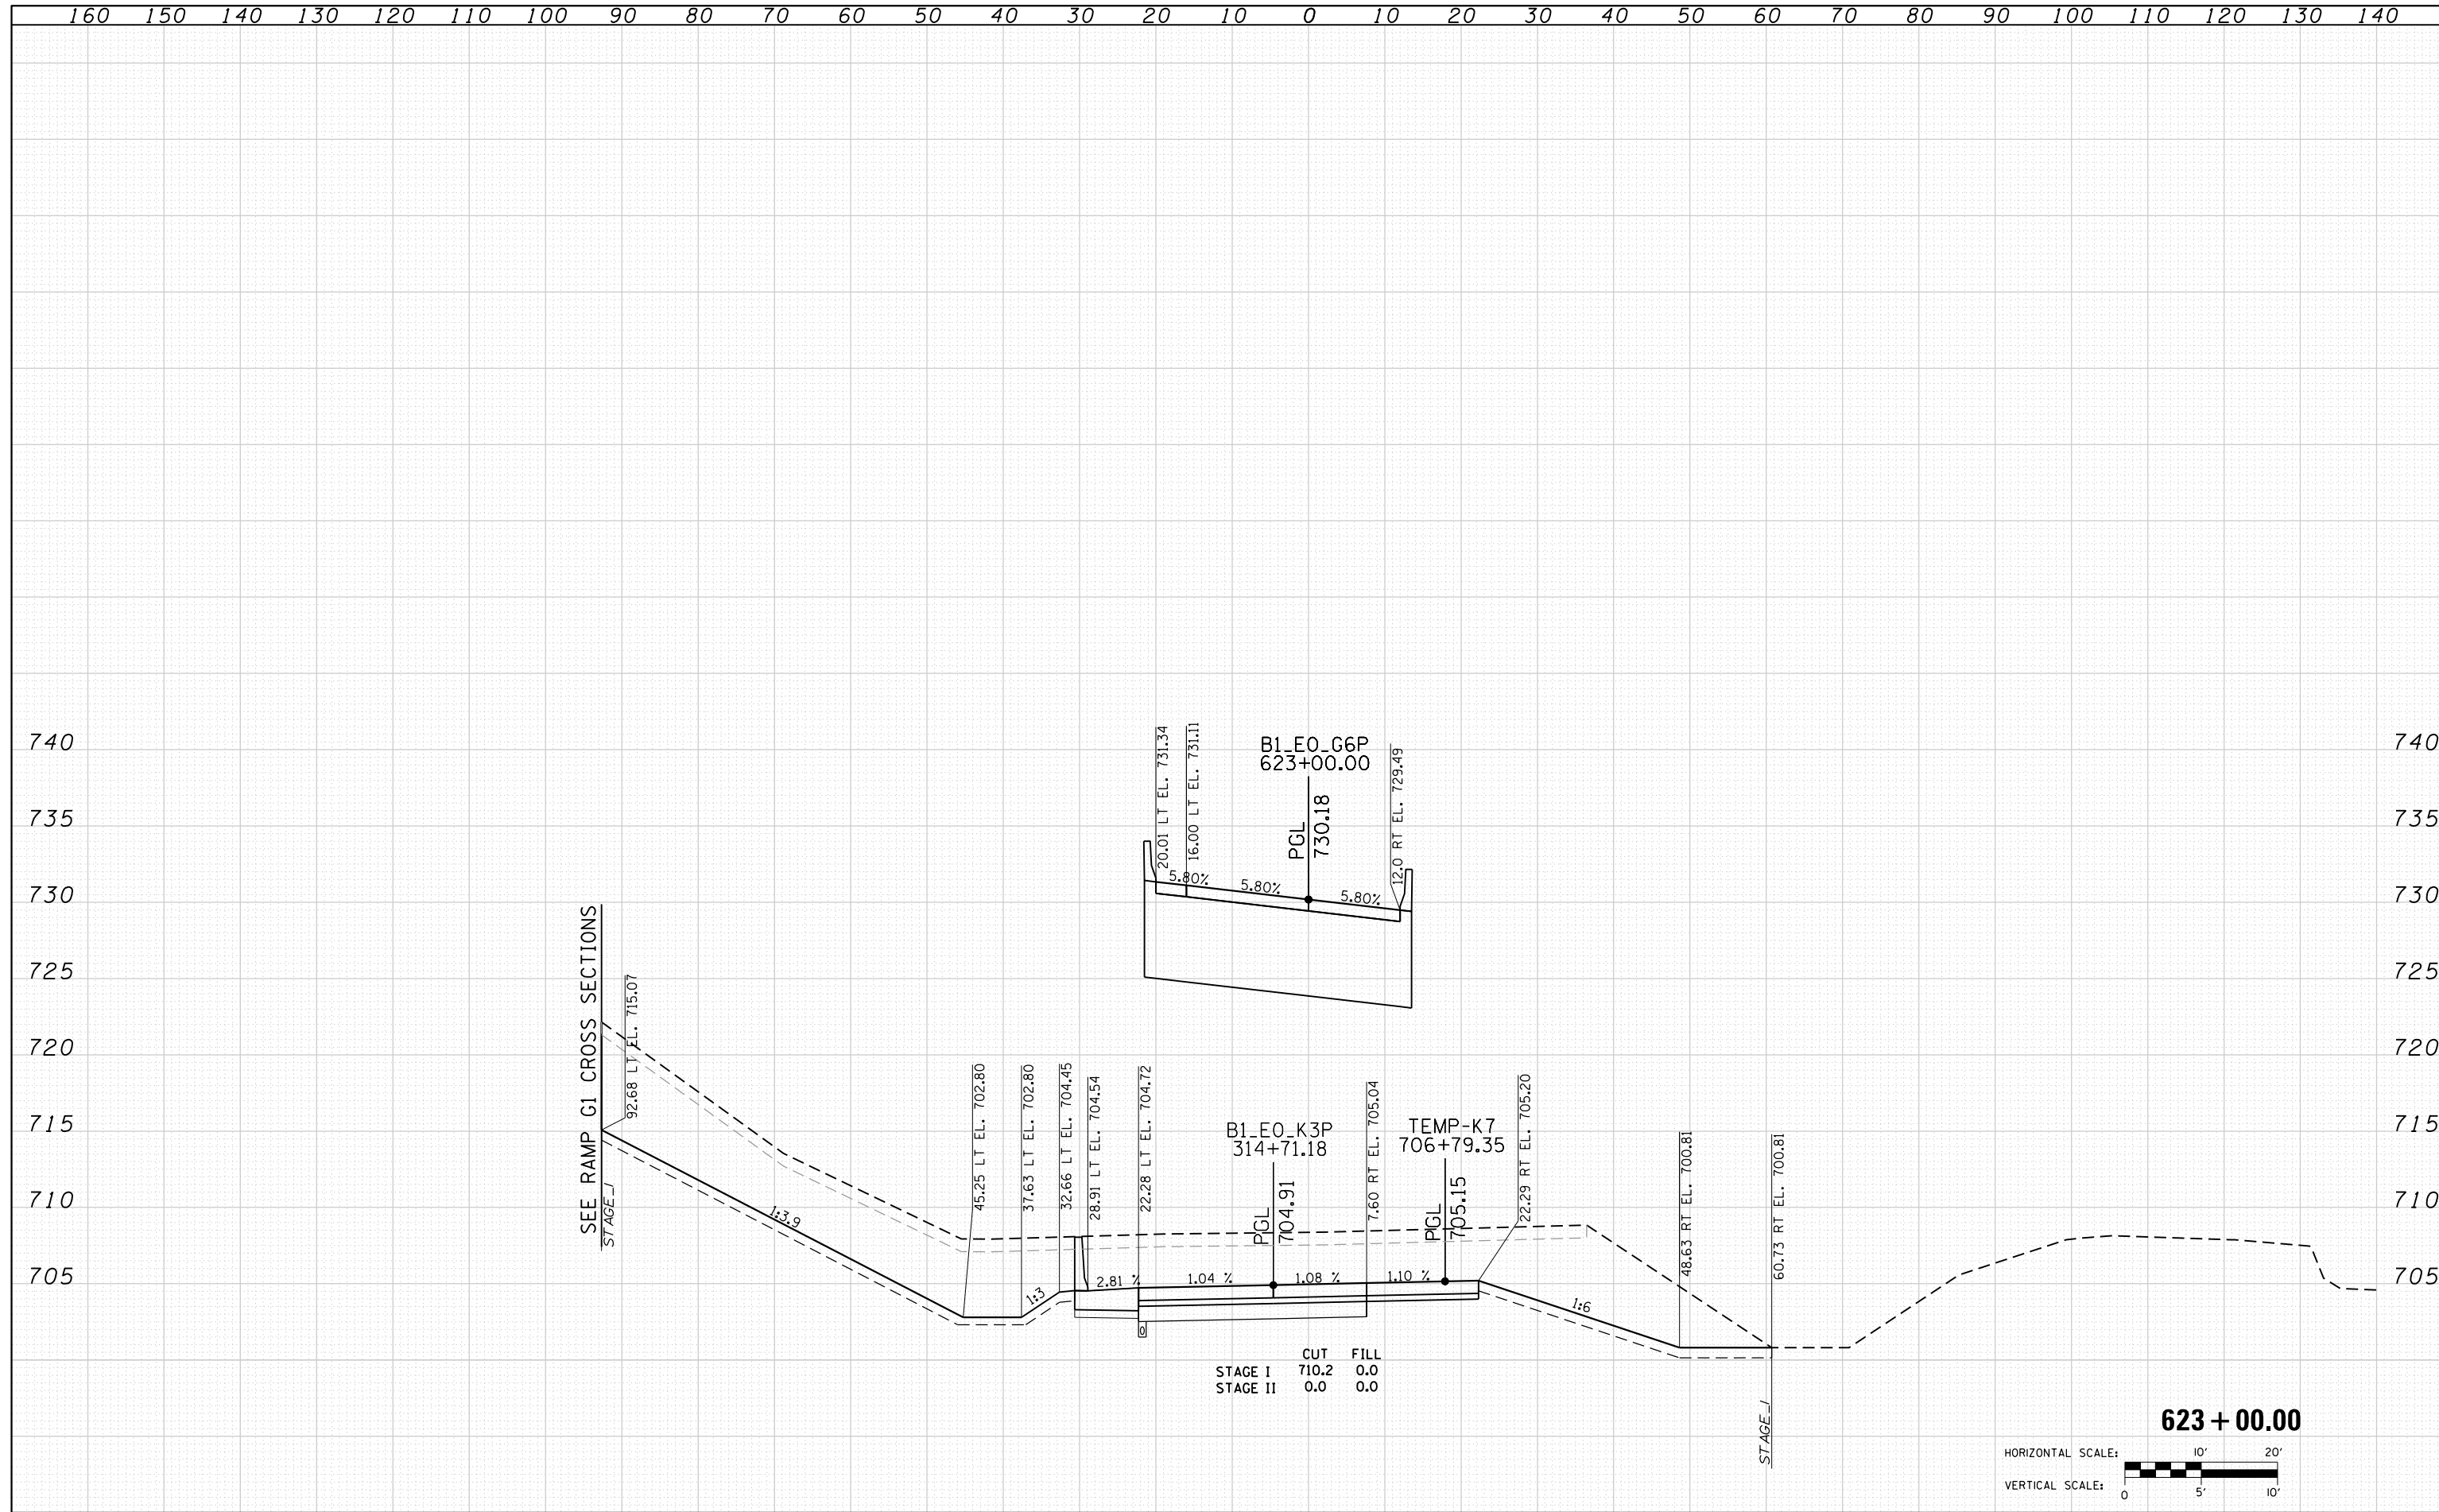 160 150 140 130 120 110 100 90 80 70 60 50 40 30 20 10 0 10 20 30 40 50 60 70 80 90 100 110 120 130 140
740
740
735
735
730
730
725
725
720
720
715
715
710
710
705
705
20.01 LT EL. 731.34
16.00 LT EL. 731.11
B1_EO_G6P
623+00.00
PGL
730.18
12.0 RT EL. 729.49
5.80%
5.80%
5.80%
SEE RAMP G1 CROSS SECTIONS
STAGE_I
92.68 LT EL. 715.07
1:3.9
45.25 LT EL. 702.80
37.63 LT EL. 702.80
32.66 LT EL. 704.45
28.91 LT EL. 704.54
22.28 LT EL. 704.72
B1_EO_K3P
314+71.18
PGL
704.91
7.60 RT EL. 705.04
TEMP-K7
706+79.35
PGL
705.15
22.29 RT EL. 705.20
48.63 RT EL. 700.81
60.73 RT EL. 700.81
1:3
2.81 %
1.04 %
1.08 %
1.10 %
1:6
0
CUT FILL
STAGE I 710.2 0.0
STAGE II 0.0 0.0
STAGE_I
623+00.00
HORIZONTAL SCALE: 10' 20'
VERTICAL SCALE: 0 5' 10'